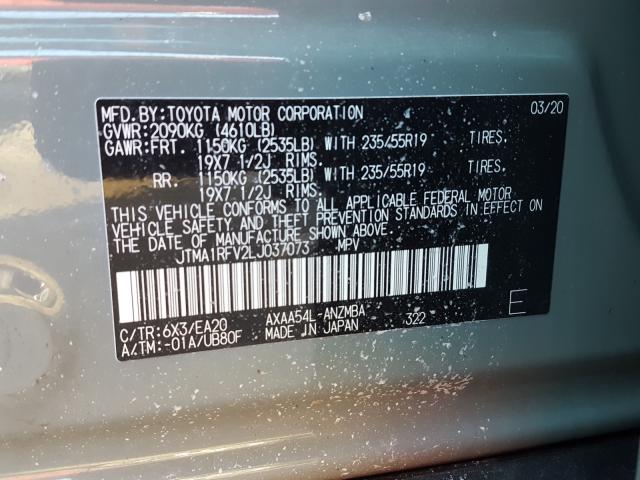 MFD. BY: TOYOTA MOTOR CORPORATION 03/20
GVWR: 2090KG (4610LB)
GAWR: FRT. 1150KG (2535LB) WITH 235/55R19 TIRES.
19X7 1/2J RIMS.
RR. 1150KG (2535LB) WITH 235/55R19 TIRES.
19X7 1/2J RIMS.
THIS VEHICLE CONFORMS TO ALL APPLICABLE FEDERAL MOTOR
VEHICLE SAFETY AND THEFT PREVENTION STANDARDS IN EFFECT ON
THE DATE OF MANUFACTURE SHOWN ABOVE.
JTMA1RFV2LJ037073 MPV
C/TR: 6X3/EA20 AXAA54L-ANZMBA 322 E
A/TM: -01A/UB80F MADE IN JAPAN